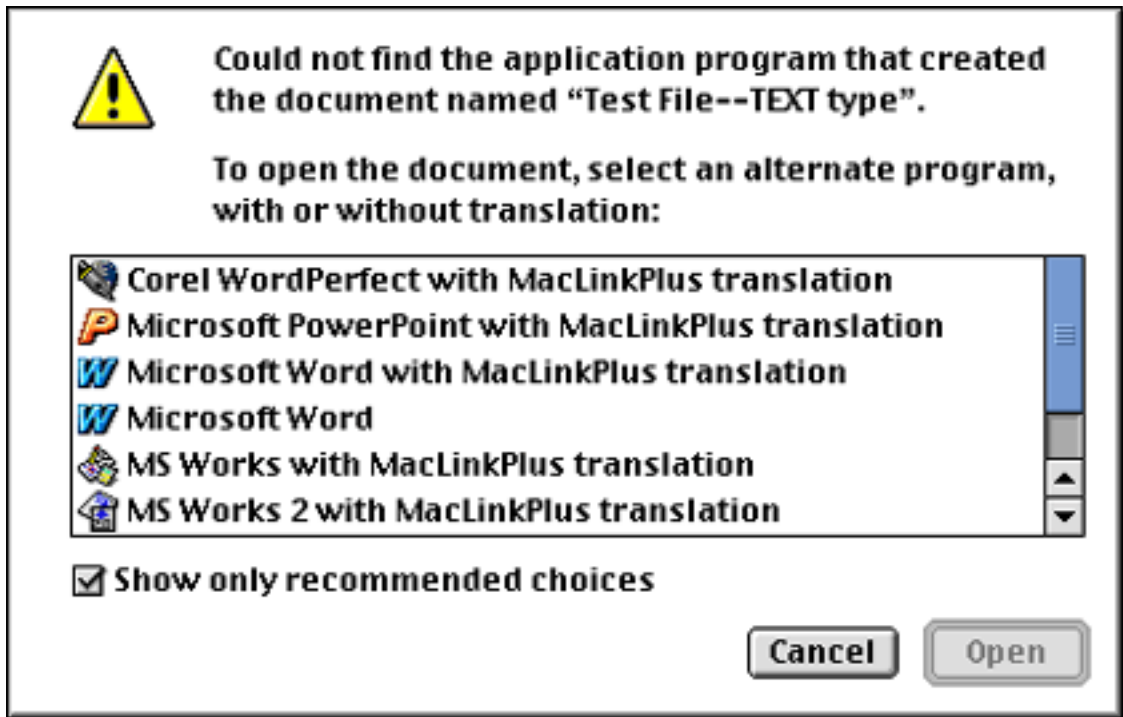 Could not find the application program that created
the document named “Test File--TEXT type”.
To open the document, select an alternate program,
with or without translation:
Corel WordPerfect with MacLinkPlus translation
Microsoft PowerPoint with MacLinkPlus translation
Microsoft Word with MacLinkPlus translation
Microsoft Word
MS Works with MacLinkPlus translation
MS Works 2 with MacLinkPlus translation
Show only recommended choices
Cancel Open